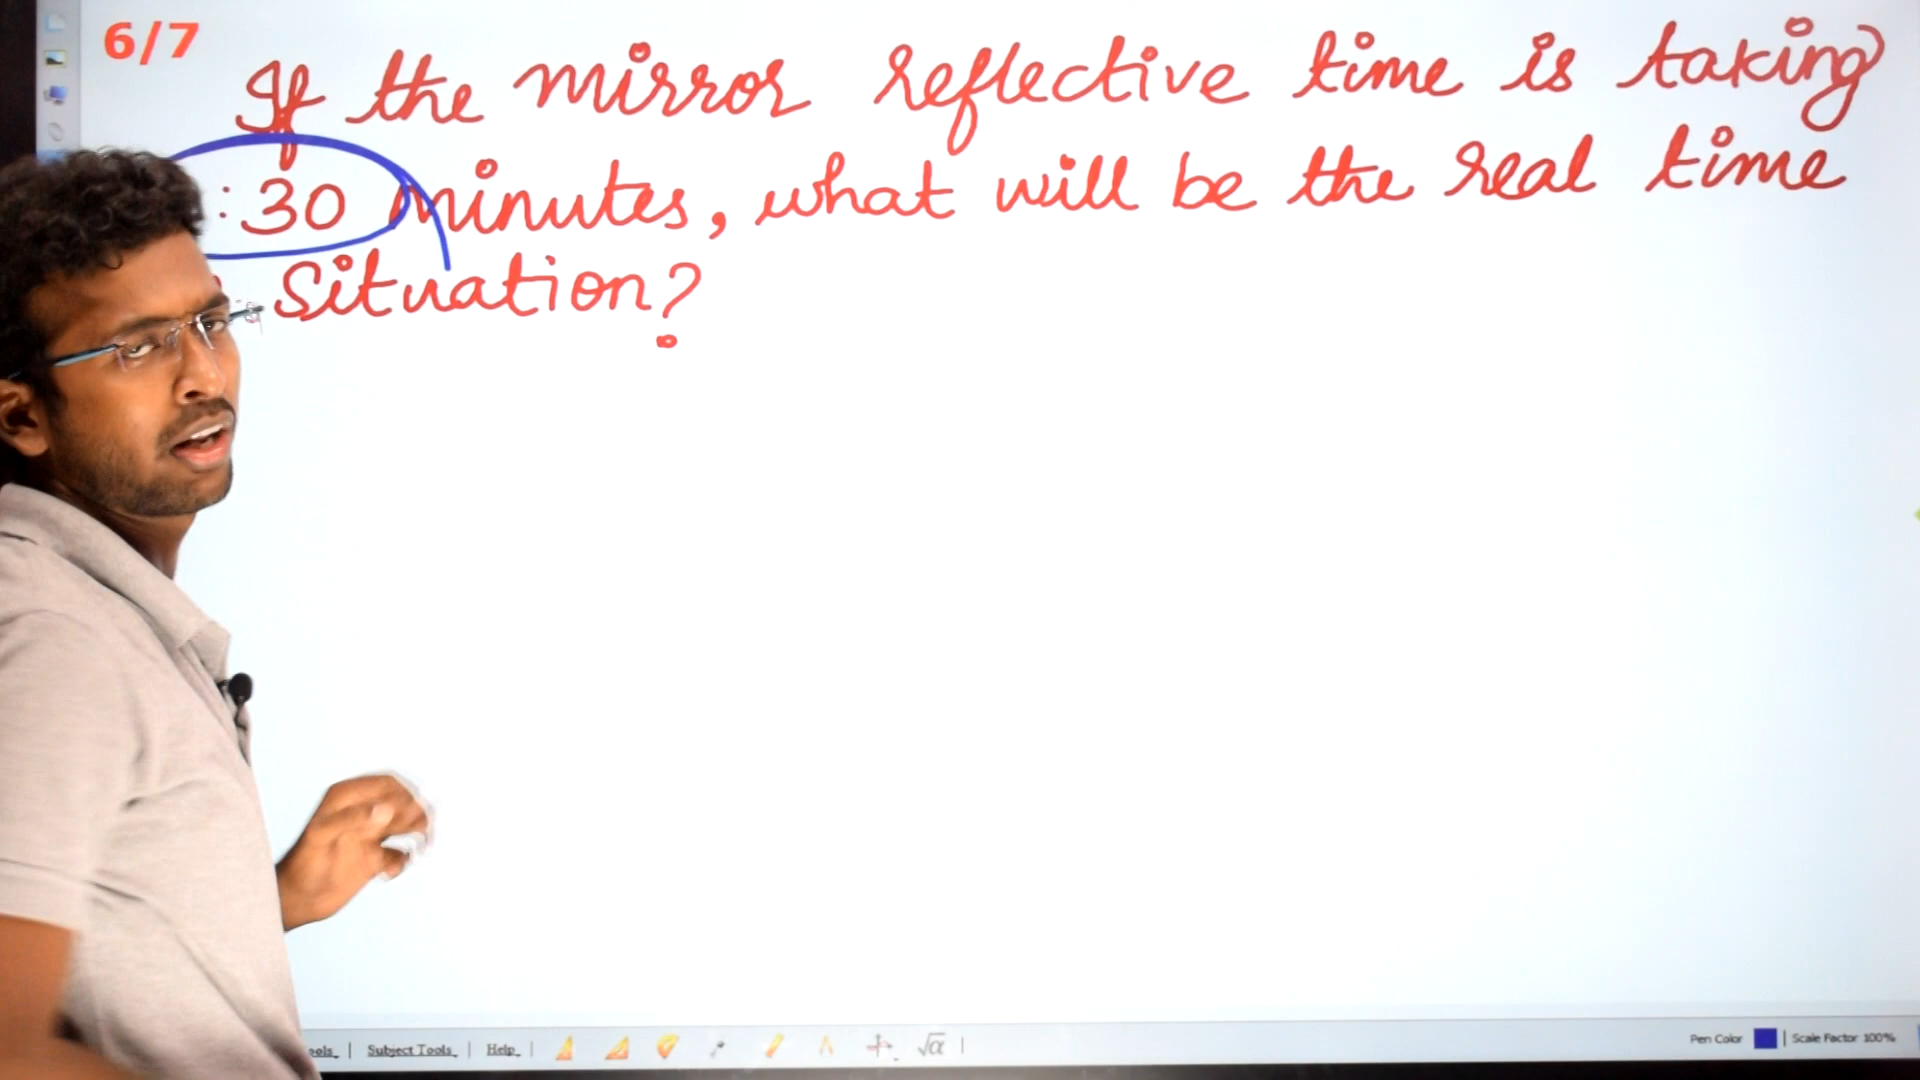 6/7
If the mirror reflective time is taking
:30 minutes, what will be the real time
situation?
Subject Tools Help
√α
Pen Color Scale Factor 100%